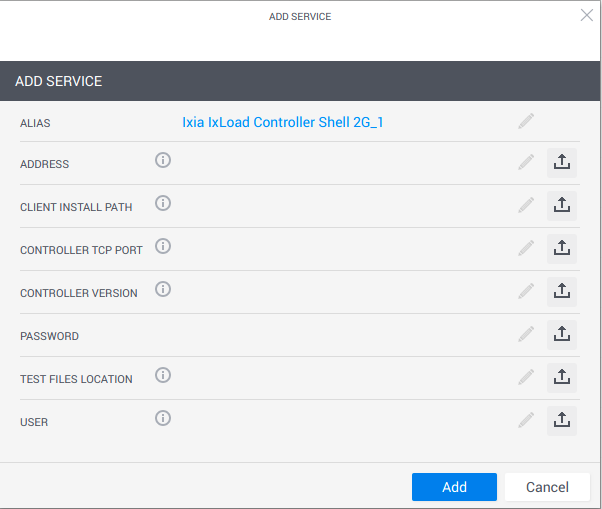 ADD SERVICE
ADD SERVICE
ALIAS Ixia IxLoad Controller Shell 2G_1
ADDRESS
CLIENT INSTALL PATH
CONTROLLER TCP PORT
CONTROLLER VERSION
PASSWORD
TEST FILES LOCATION
USER
Add Cancel